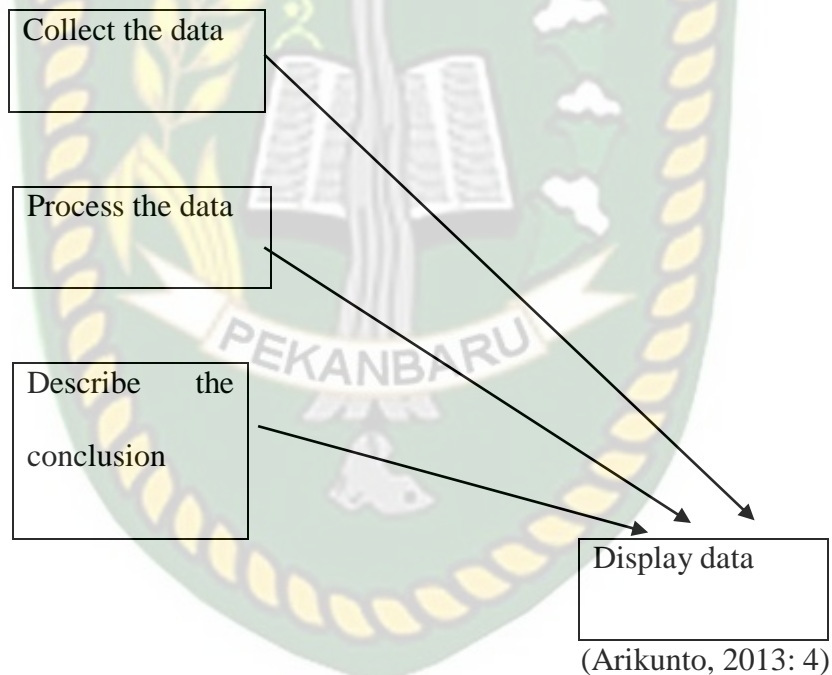 Collect the data
Process the data
PEKANBARU
Describe the
conclusion
Display data
(Arikunto, 2013: 4)